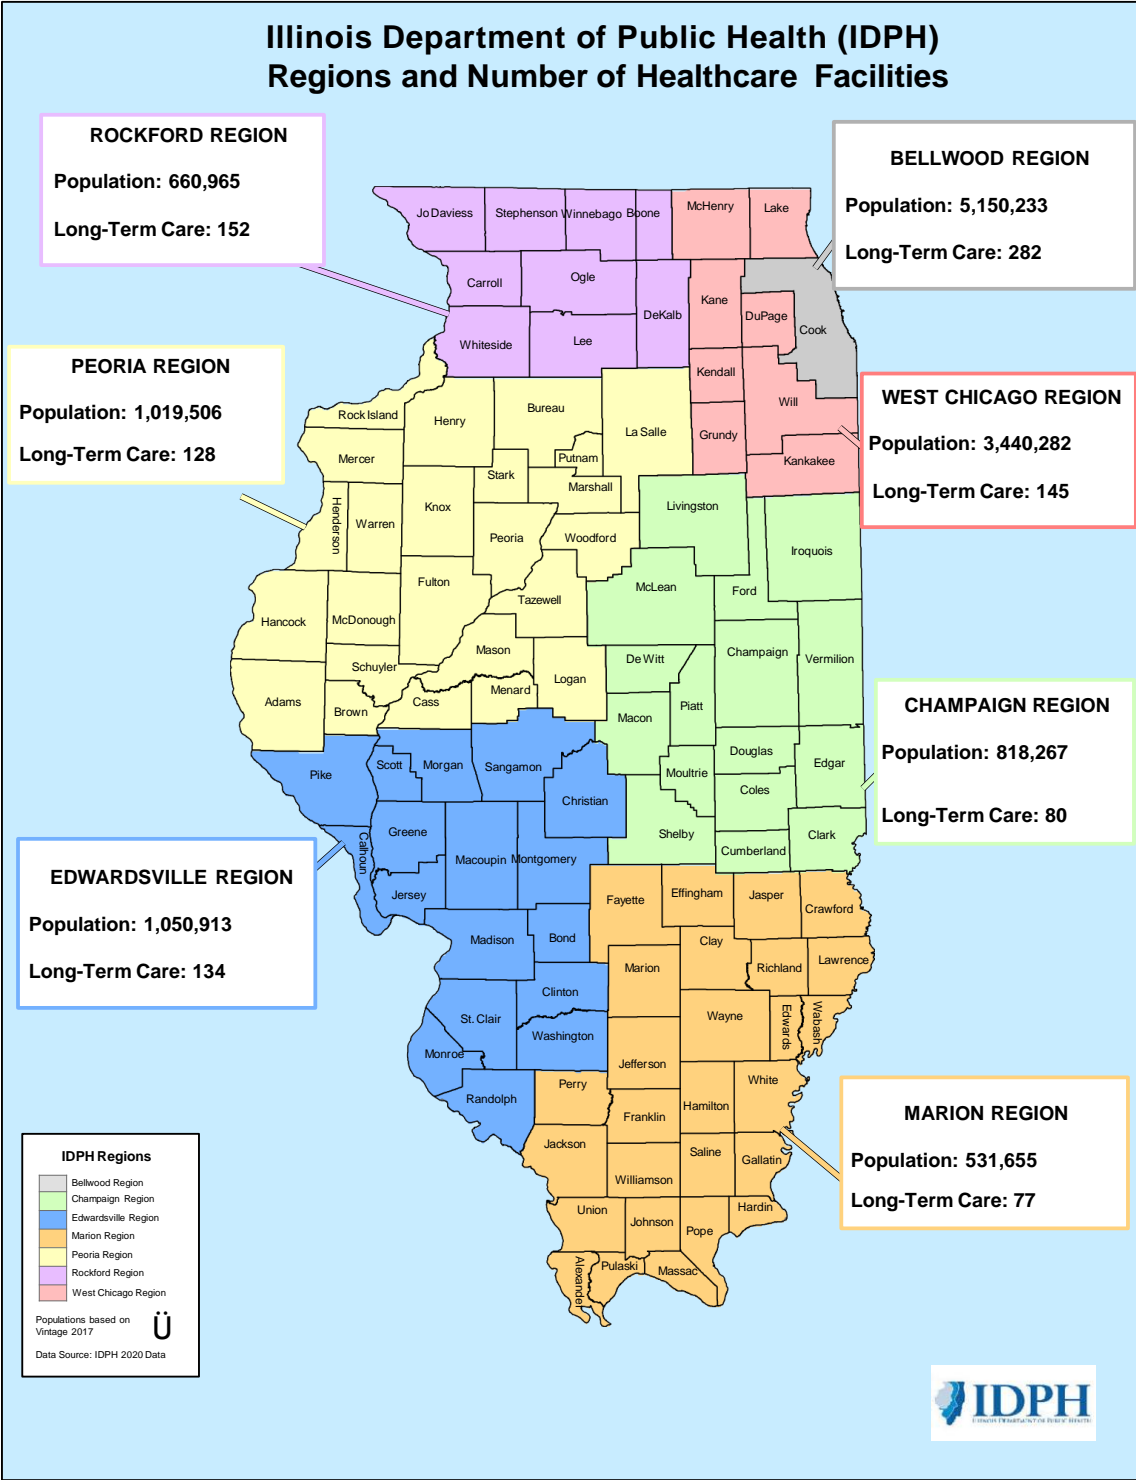 Illinois Department of Public Health (IDPH)
Regions and Number of Healthcare Facilities
ROCKFORD REGION
Population: 660,965
Long-Term Care: 152
BELLWOOD REGION
Population: 5,150,233
Long-Term Care: 282
PEORIA REGION
Population: 1,019,506
Long-Term Care: 128
WEST CHICAGO REGION
Population: 3,440,282
Long-Term Care: 145
CHAMPAIGN REGION
Population: 818,267
Long-Term Care: 80
EDWARDSVILLE REGION
Population: 1,050,913
Long-Term Care: 134
MARION REGION
Population: 531,655
Long-Term Care: 77
Jo Daviess
Stephenson
Winnebago
Boone
McHenry
Lake
Carroll
Ogle
DeKalb
Kane
DuPage
Cook
Whiteside
Lee
Kendall
Will
Rock Island
Henry
Bureau
La Salle
Grundy
Kankakee
Mercer
Putnam
Stark
Marshall
Henderson
Warren
Knox
Peoria
Woodford
Livingston
Iroquois
Fulton
Tazewell
McLean
Ford
Hancock
McDonough
Mason
Schuyler
Logan
De Witt
Champaign
Vermilion
Adams
Brown
Cass
Menard
Macon
Piatt
Pike
Scott
Morgan
Sangamon
Christian
Moultrie
Douglas
Edgar
Coles
Greene
Calhoun
Macoupin
Montgomery
Shelby
Cumberland
Clark
Jersey
Fayette
Effingham
Jasper
Crawford
Madison
Bond
Clay
Marion
Richland
Lawrence
Clinton
St. Clair
Washington
Wayne
Edwards
Wabash
Monroe
Jefferson
Randolph
Perry
White
Franklin
Hamilton
Jackson
Williamson
Saline
Gallatin
Union
Johnson
Pope
Hardin
Alexander
Pulaski
Massac
IDPH Regions
Bellwood Region
Champaign Region
Edwardsville Region
Marion Region
Peoria Region
Rockford Region
West Chicago Region
Populations based on
Vintage 2017
Ü
Data Source: IDPH 2020 Data
IDPH
ILLINOIS DEPARTMENT OF PUBLIC HEALTH